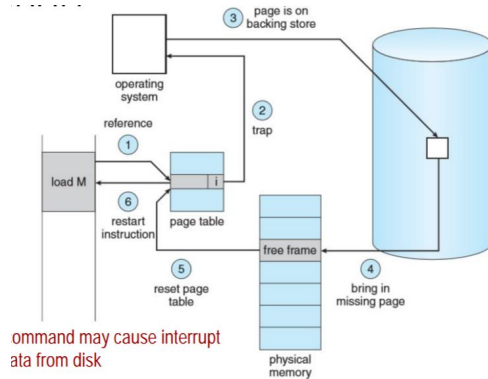 3
page is on
backing store
operating
system
2
trap
reference
1
load M
i
6
restart
instruction
page table
free frame
5
reset page
table
4
bring in
missing page
physical
memory
ommand may cause interrupt
ata from disk